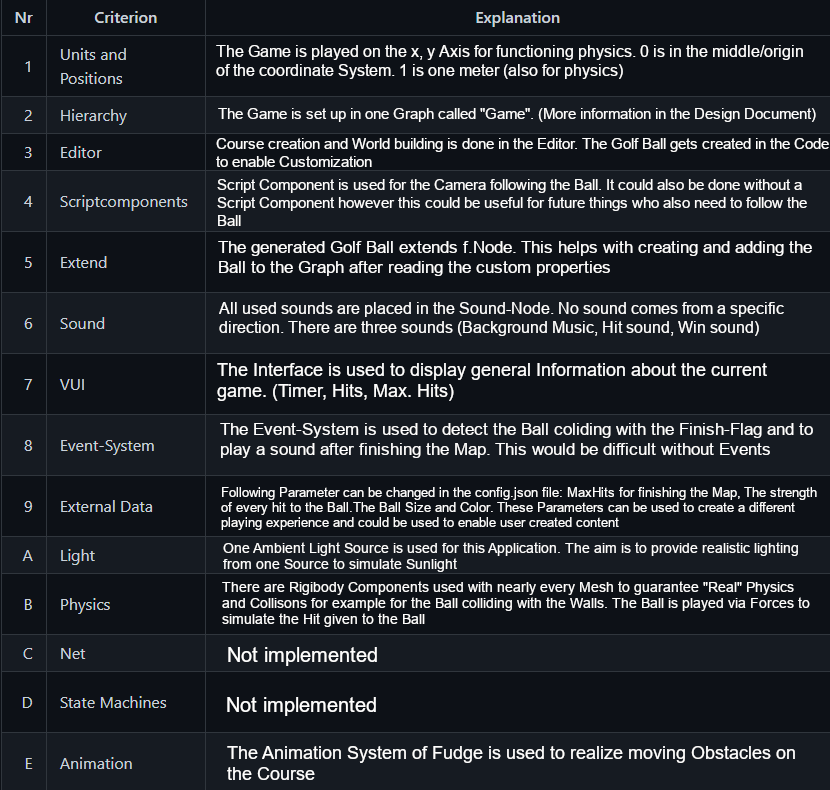 Nr Criterion Explanation
1 Units and Positions The Game is played on the x, y Axis for functioning physics. 0 is in the middle/origin
of the coordinate System. 1 is one meter (also for physics)
2 Hierarchy The Game is set up in one Graph called "Game". (More information in the Design Document)
3 Editor Course creation and World building is done in the Editor. The Golf Ball gets created in the Code
to enable Customization
4 Scriptcomponents Script Component is used for the Camera following the Ball. It could also be done without a
Script Component however this could be useful for future things who also need to follow the
Ball
5 Extend The generated Golf Ball extends f.Node. This helps with creating and adding the
Ball to the Graph after reading the custom properties
6 Sound All used sounds are placed in the Sound-Node. No sound comes from a specific
direction. There are three sounds (Background Music, Hit sound, Win sound)
7 VUI The Interface is used to display general Information about the current
game. (Timer, Hits, Max. Hits)
8 Event-System The Event-System is used to detect the Ball coliding with the Finish-Flag and to
play a sound after finishing the Map. This would be difficult without Events
9 External Data Following Parameter can be changed in the config.json file: MaxHits for finishing the Map, The strength
of every hit to the Ball.The Ball Size and Color. These Parameters can be used to create a different
playing experience and could be used to enable user created content
A Light One Ambient Light Source is used for this Application. The aim is to provide realistic lighting
from one Source to simulate Sunlight
B Physics There are Rigibody Components used with nearly every Mesh to guarantee "Real" Physics
and Collisons for example for the Ball colliding with the Walls. The Ball is played via Forces to
simulate the Hit given to the Ball
C Net Not implemented
D State Machines Not implemented
E Animation The Animation System of Fudge is used to realize moving Obstacles on
the Course